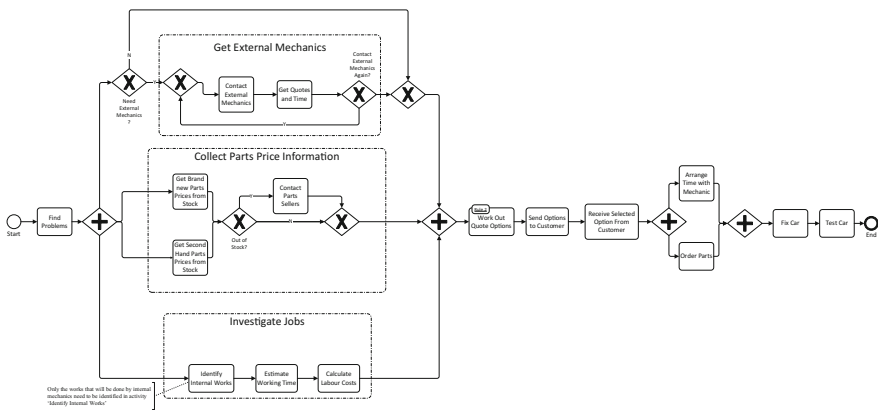 N
Get External Mechanics
Contact
External
Mechanics
Again?
Contact
External
Mechanics
Get Quotes
and Time
Y
Need
External
Mechanics
?
Y
Collect Parts Price Information
Get Brand
new Parts
Prices from
Stock
Y
Contact
Parts
Sellers
N
Out of
Stock?
Get Second
Hand Parts
Prices from
Stock
Start
Find
Problems
Work Out
Quote Options
Send Options
to Customer
Receive Selected
Option From
Customer
Arrange
Time with
Mechanic
Order Parts
Fix Car
Test Car
End
Investigate Jobs
Identify
Internal Works
Estimate
Working Time
Calculate
Labour Costs
Only the works that will be done by internal
mechanics need to be identified in activity
‘Identify Internal Works’